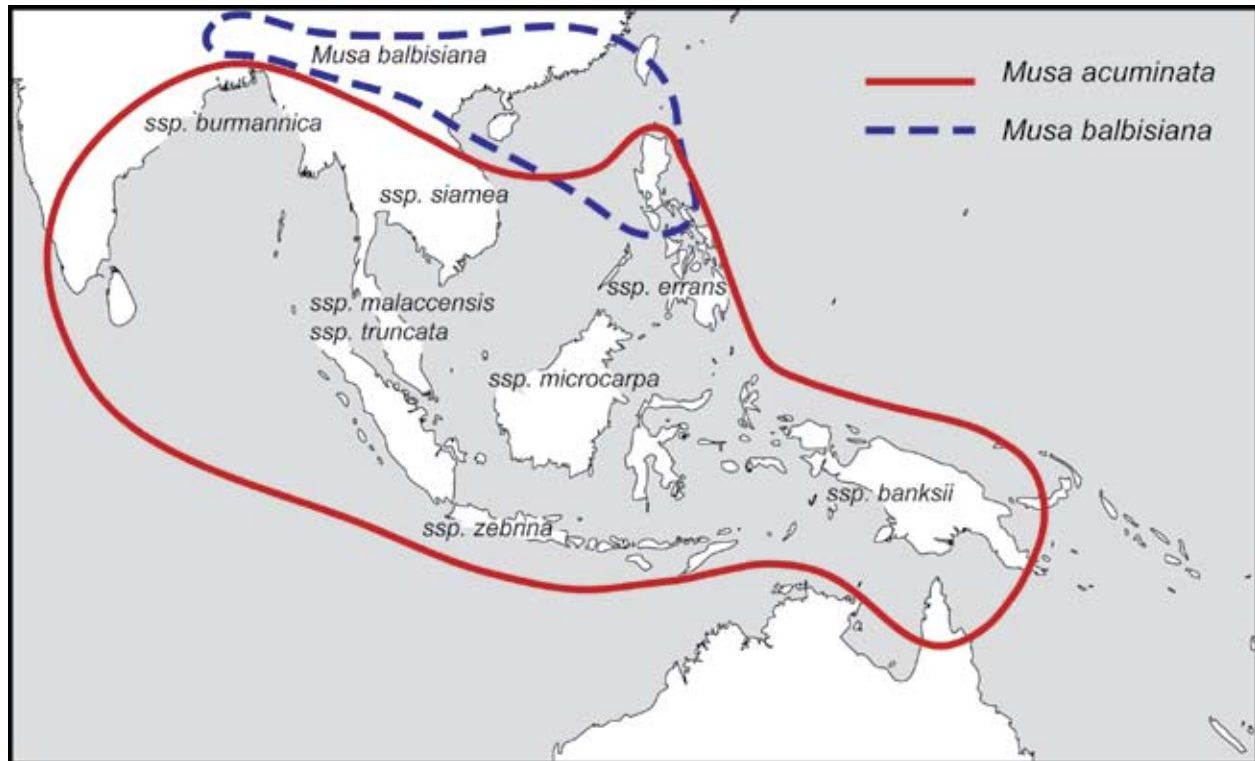 Musa balbisiana
Musa acuminata
Musa balbisiana
ssp. burmannica
ssp. siamea
ssp. errans
ssp. malaccensis
ssp. truncata
ssp. microcarpa
ssp. banksii
ssp. zebrina